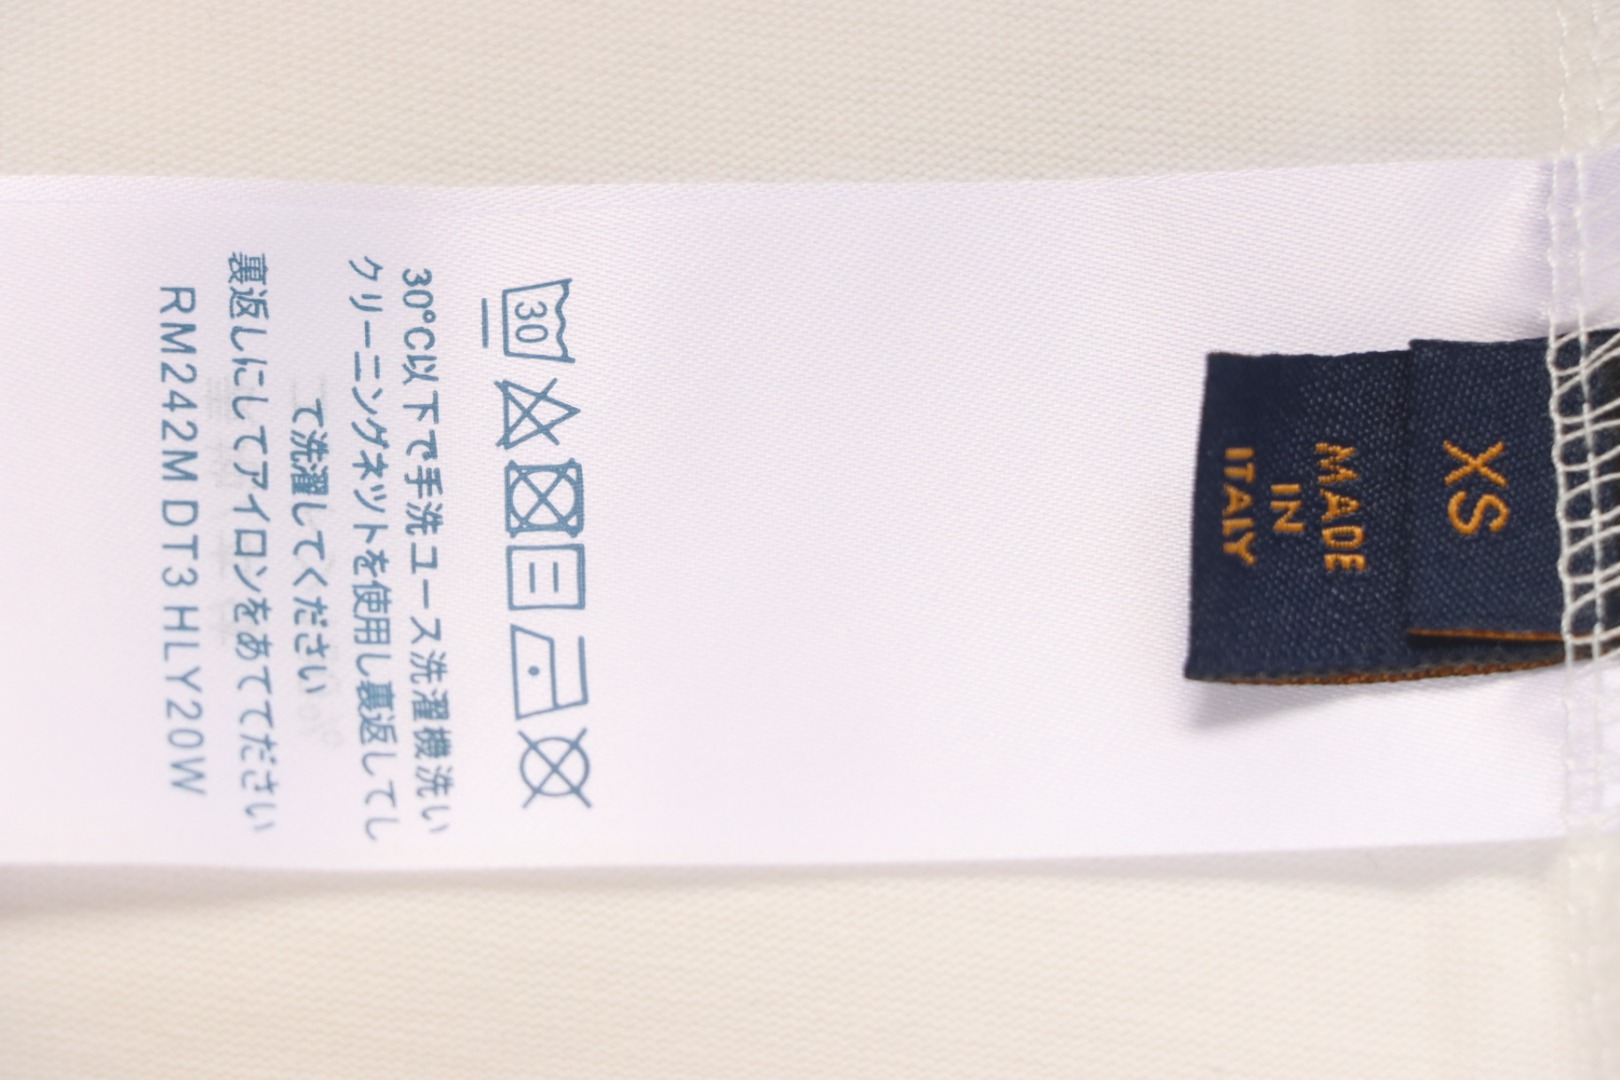 XS
MADE
IN
ITALY
30
30°C以下で手洗コース洗濯機洗い
クリーニングネットを使用し裏返してし
て洗濯してください
裏返しにしてアイロンをあててださい
RM242M DT3 HLY20W